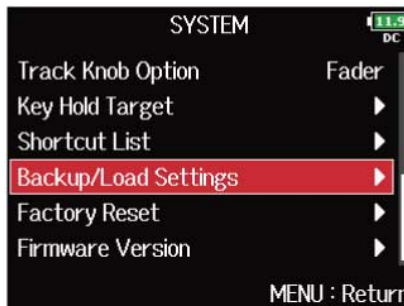 SYSTEM
11.9
DC
Track Knob Option Fader
Key Hold Target
Shortcut List
Backup/Load Settings
Factory Reset
Firmware Version
MENU : Return